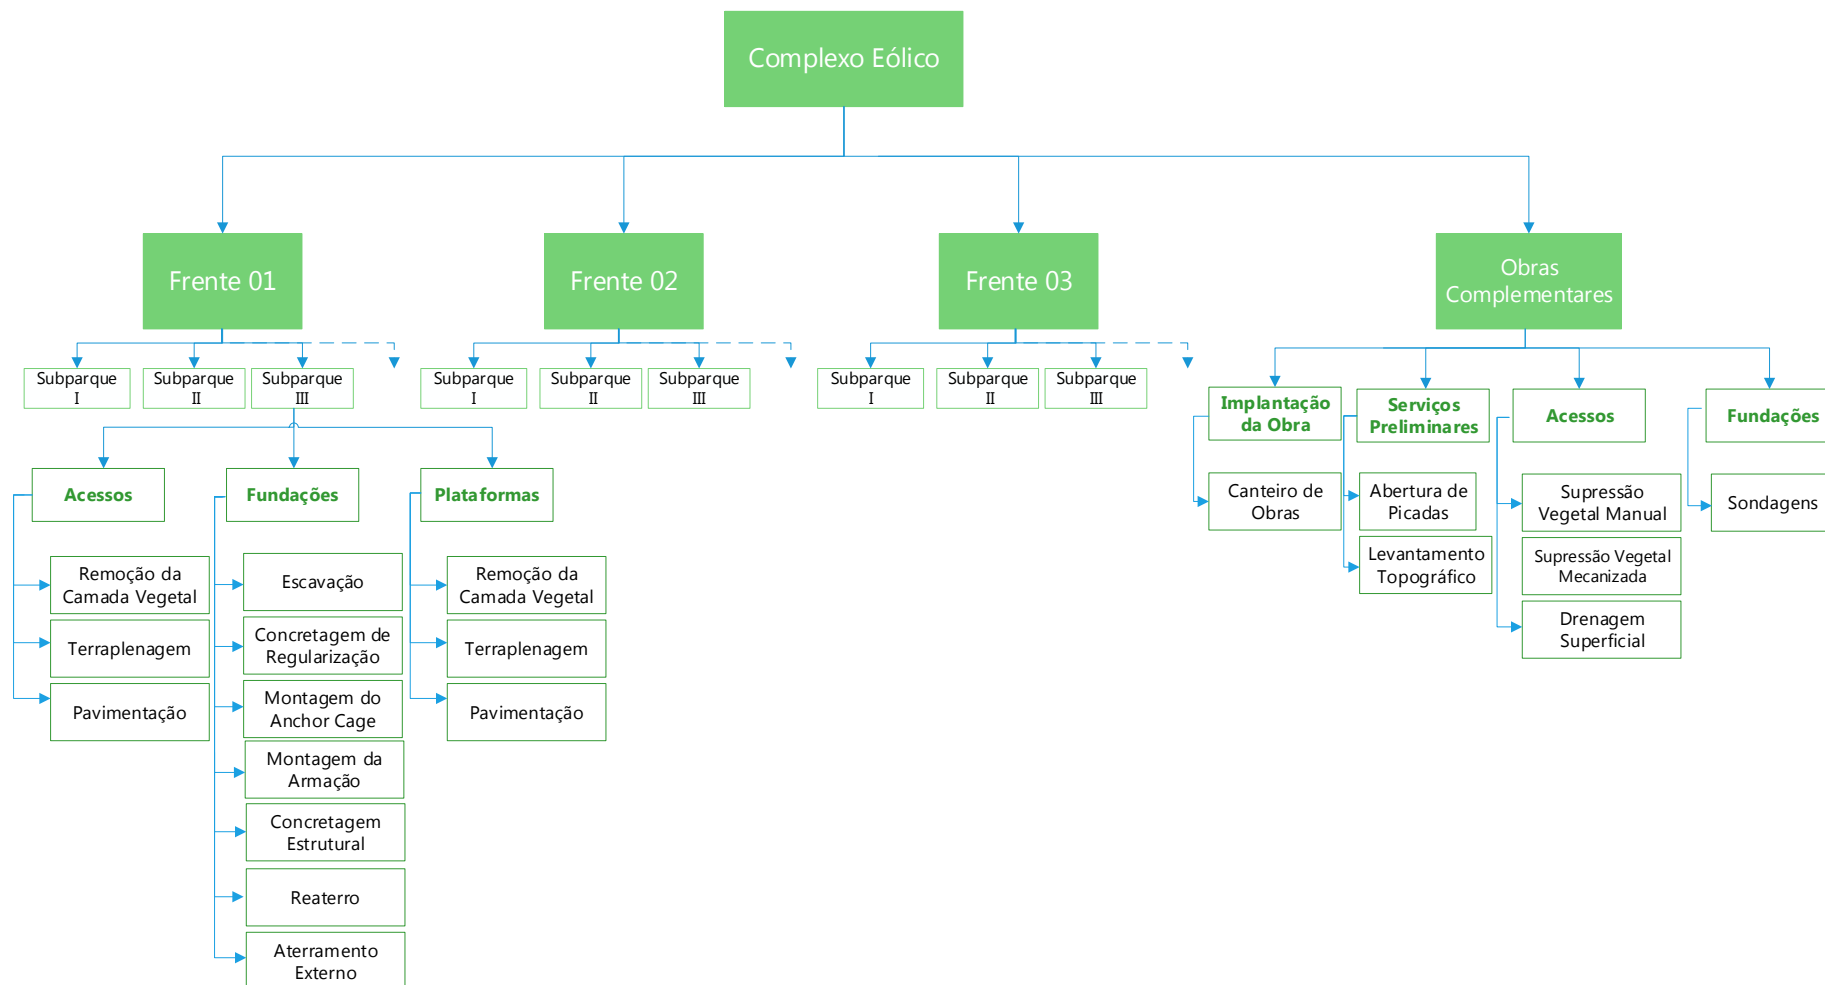 Complexo Eólico
Frente 01
Frente 02
Frente 03
Obras
Complementares
Subparque
I
Subparque
II
Subparque
III
Subparque
I
Subparque
II
Subparque
III
Subparque
I
Subparque
II
Subparque
III
Implantação
da Obra
Serviços
Preliminares
Acessos
Fundações
Canteiro de
Obras
Abertura de
Picadas
Levantamento
Topográfico
Supressão
Vegetal Manual
Supressão Vegetal
Mecanizada
Drenagem
Superficial
Sondagens
Acessos
Fundações
Plataformas
Remoção da
Camada Vegetal
Terraplenagem
Pavimentação
Escavação
Concretagem de
Regularização
Montagem do
Anchor Cage
Montagem da
Armação
Concretagem
Estrutural
Reaterro
Aterramento
Externo
Remoção da
Camada Vegetal
Terraplenagem
Pavimentação